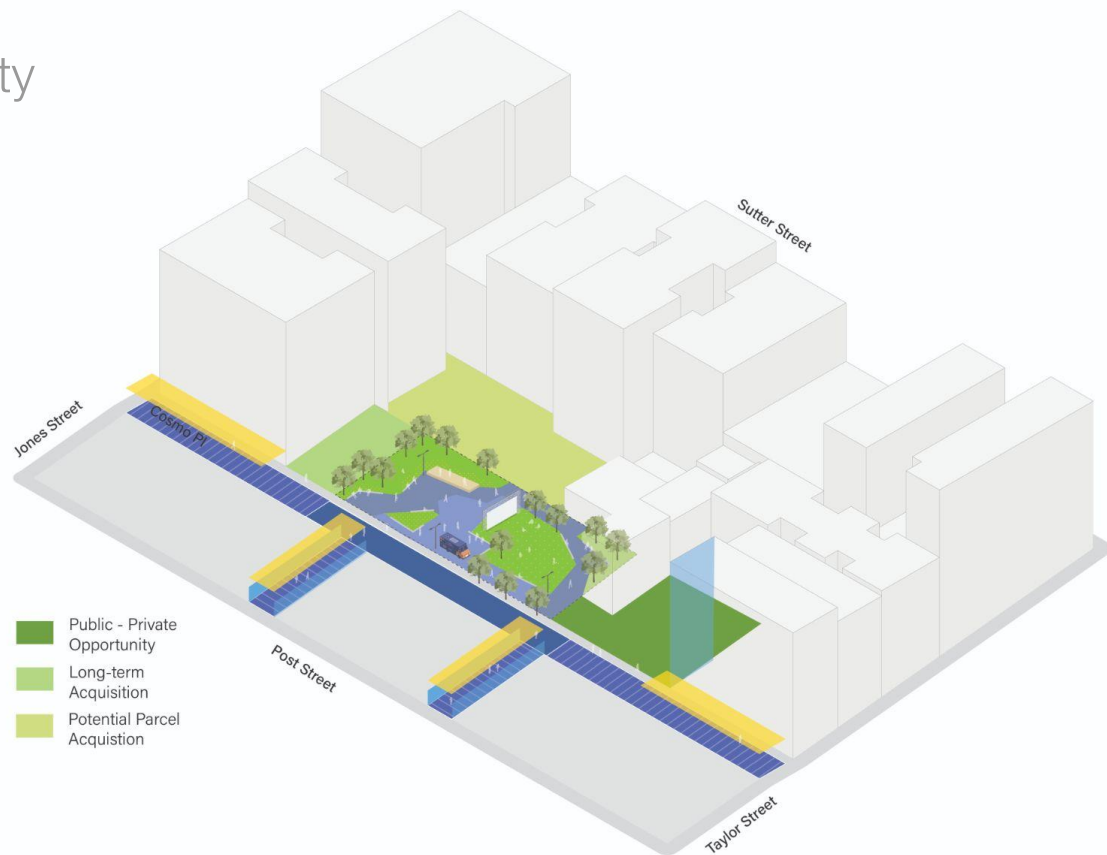 ty
Sutter Street
Jones Street
Cosmo Pl
Post Street
Taylor Street
Public - Private
Opportunity
Long-term
Acquisition
Potential Parcel
Acquistion